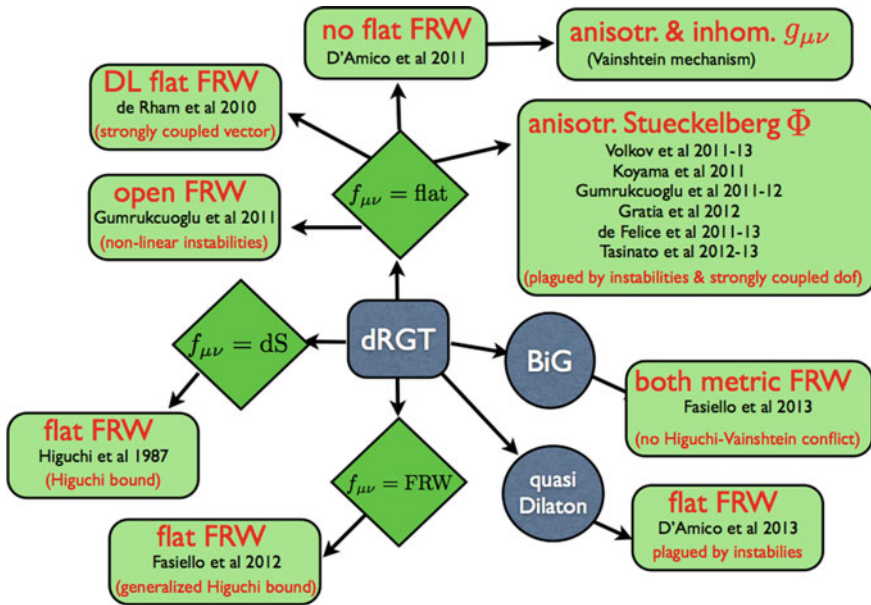 no flat FRW
D'Amico et al 2011
anisotr. & inhom. gμν
(Vainshtein mechanism)
DL flat FRW
de Rham et al 2010
(strongly coupled vector)
anisotr. Stueckelberg Φ
Volkov et al 2011-13
Koyama et al 2011
Gumrukcuoglu et al 2011-12
Gratia et al 2012
de Felice et al 2011-13
Tasinato et al 2012-13
(plagued by instabilities & strongly coupled dof)
fμν = flat
open FRW
Gumrukcuoglu et al 2011
(non-linear instabilities)
fμν = dS
dRGT
BiG
both metric FRW
Fasiello et al 2013
(no Higuchi-Vainshtein conflict)
flat FRW
Higuchi et al 1987
(Higuchi bound)
fμν = FRW
quasi
Dilaton
flat FRW
D'Amico et al 2013
plagued by instabilies
flat FRW
Fasiello et al 2012
(generalized Higuchi bound)